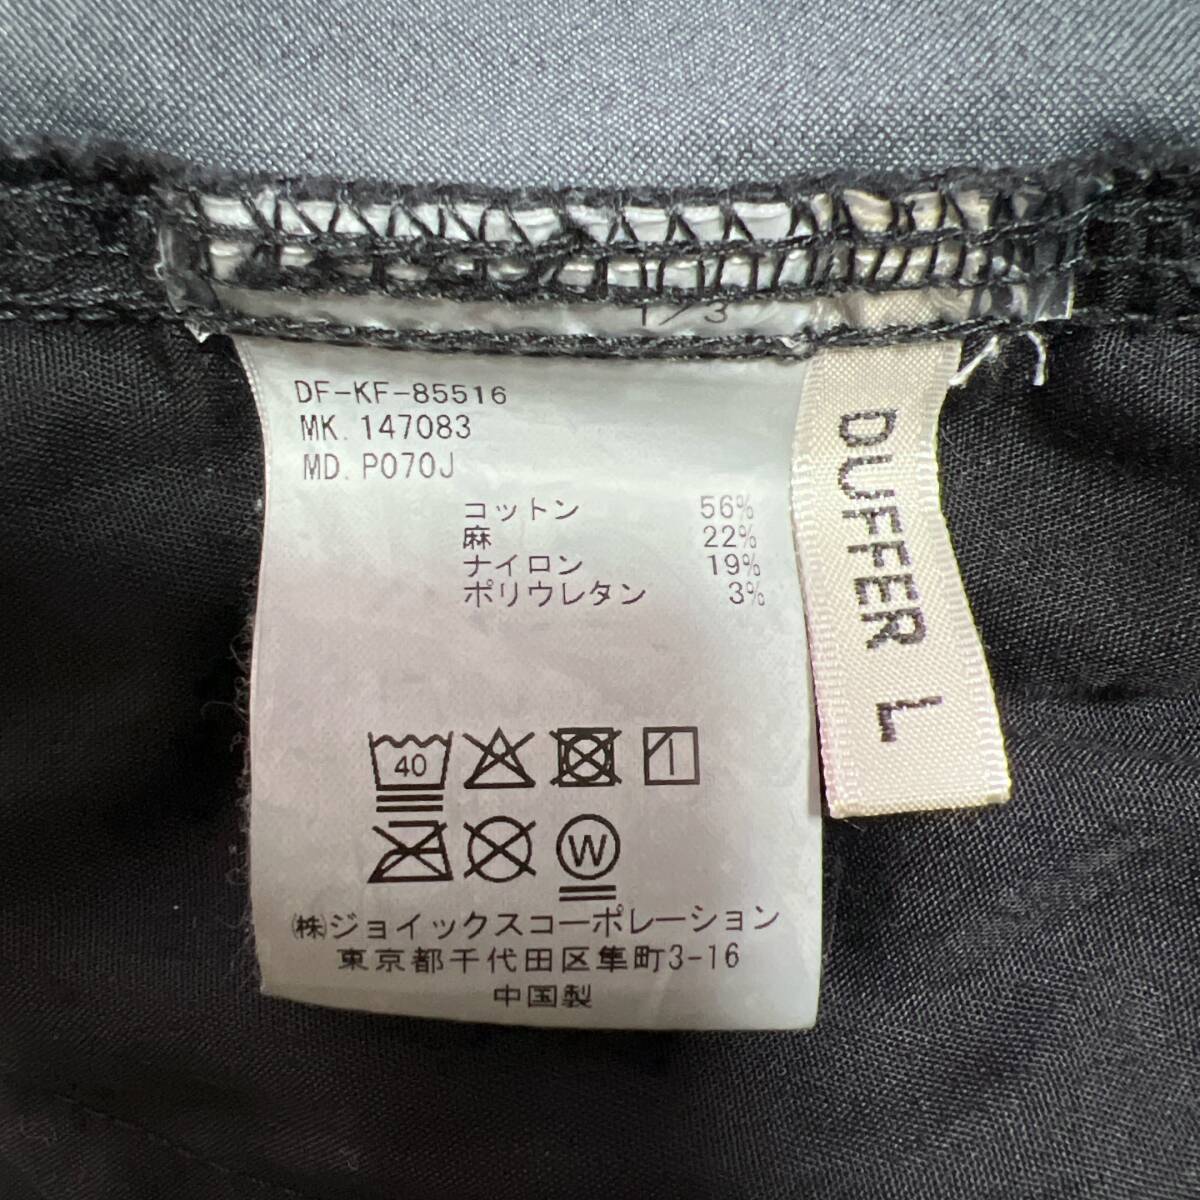 1/3
DF-KF-85516
MK. 147083
MD. P070J
コットン 56%
麻 22%
ナイロン 19%
ポリウレタン 3%
40
W
㈱ジョイックスコーポレーション
東京都千代田区隼町3-16
中国製
DUFFER L